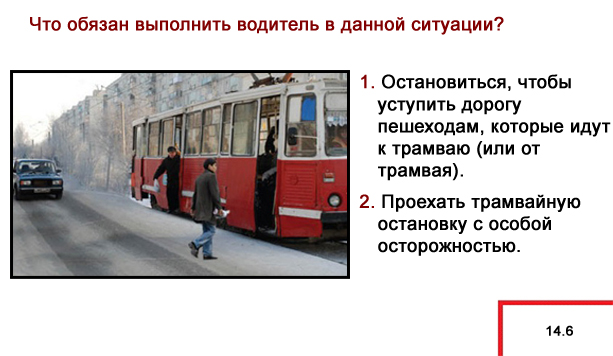 Что обязан выполнить водитель в данной ситуации?
1. Остановиться, чтобы
уступить дорогу
пешеходам, которые идут
к трамваю (или от
трамвая).
2. Проехать трамвайную
остановку с особой
осторожностью.
14.6